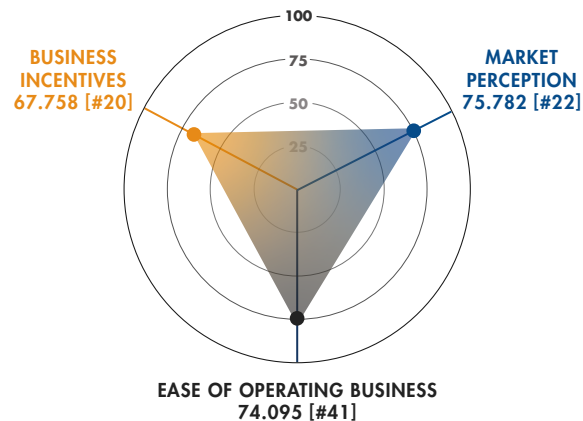 100
75
50
25
BUSINESS
INCENTIVES
67.758 [#20]
MARKET
PERCEPTION
75.782 [#22]
EASE OF OPERATING BUSINESS
74.095 [#41]